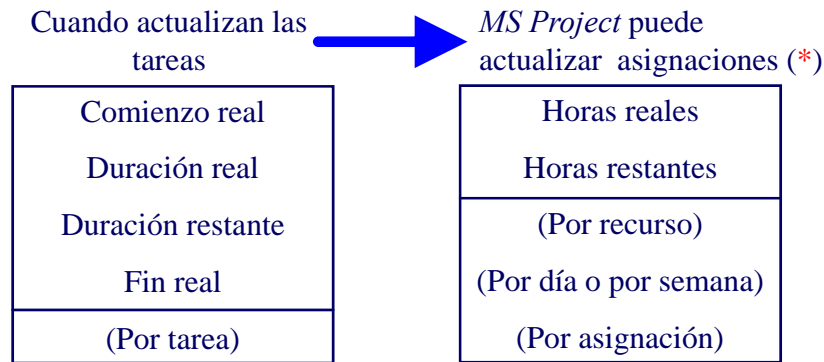 Cuando actualizan las
tareas
MS Project puede
actualizar asignaciones (*)
Comienzo real
Duración real
Duración restante
Fin real
(Por tarea)
Horas reales
Horas restantes
(Por recurso)
(Por día o por semana)
(Por asignación)